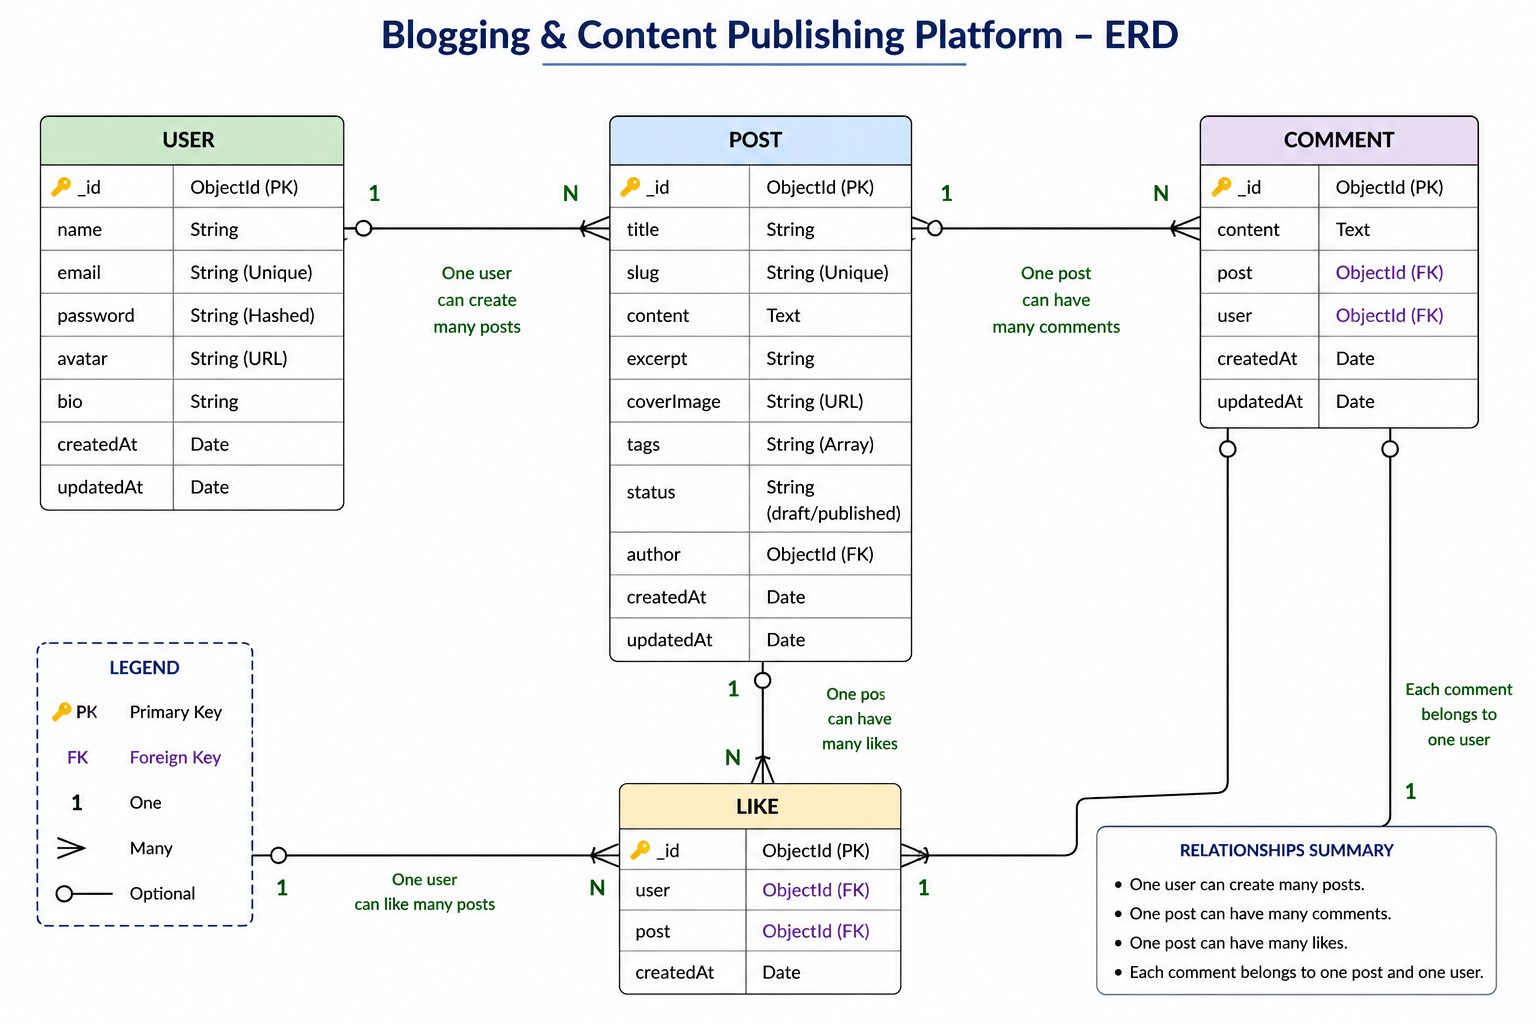 Blogging & Content Publishing Platform – ERD
USER
_id ObjectId (PK)
name String
email String (Unique)
password String (Hashed)
avatar String (URL)
bio String
createdAt Date
updatedAt Date
1 N
One user
can create
many posts
POST
_id ObjectId (PK)
title String
slug String (Unique)
content Text
excerpt String
coverImage String (URL)
tags String (Array)
status String
(draft/published)
author ObjectId (FK)
createdAt Date
updatedAt Date
1 N
One post
can have
many comments
COMMENT
_id ObjectId (PK)
content Text
post ObjectId (FK)
user ObjectId (FK)
createdAt Date
updatedAt Date
1
One pos
can have
many likes
N
Each comment
belongs to
one user
1
LEGEND
PK Primary Key
FK Foreign Key
1 One
Many
Optional
1 N
One user
can like many posts
LIKE
_id ObjectId (PK)
user ObjectId (FK)
post ObjectId (FK)
createdAt Date
1
RELATIONSHIPS SUMMARY
• One user can create many posts.
• One post can have many comments.
• One post can have many likes.
• Each comment belongs to one post and one user.